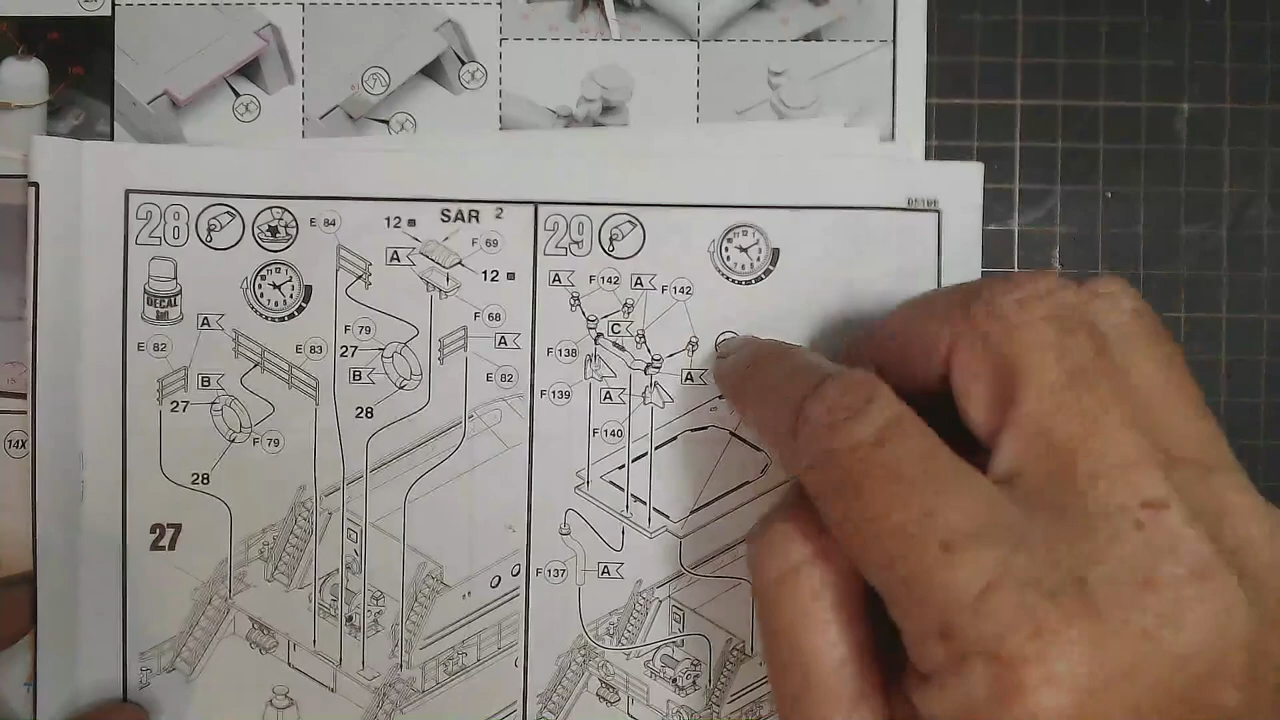 28
E 84
12
SAR 2
F 69
A
12
DECAL
Soft
F 68
A
F 79
A
E 82
E 83
27
B
E 82
B
27
28
F 79
28
27
29
A
F 142
A
F 142
C
F 138
A
F 139
A
F 140
F 137
A
14X